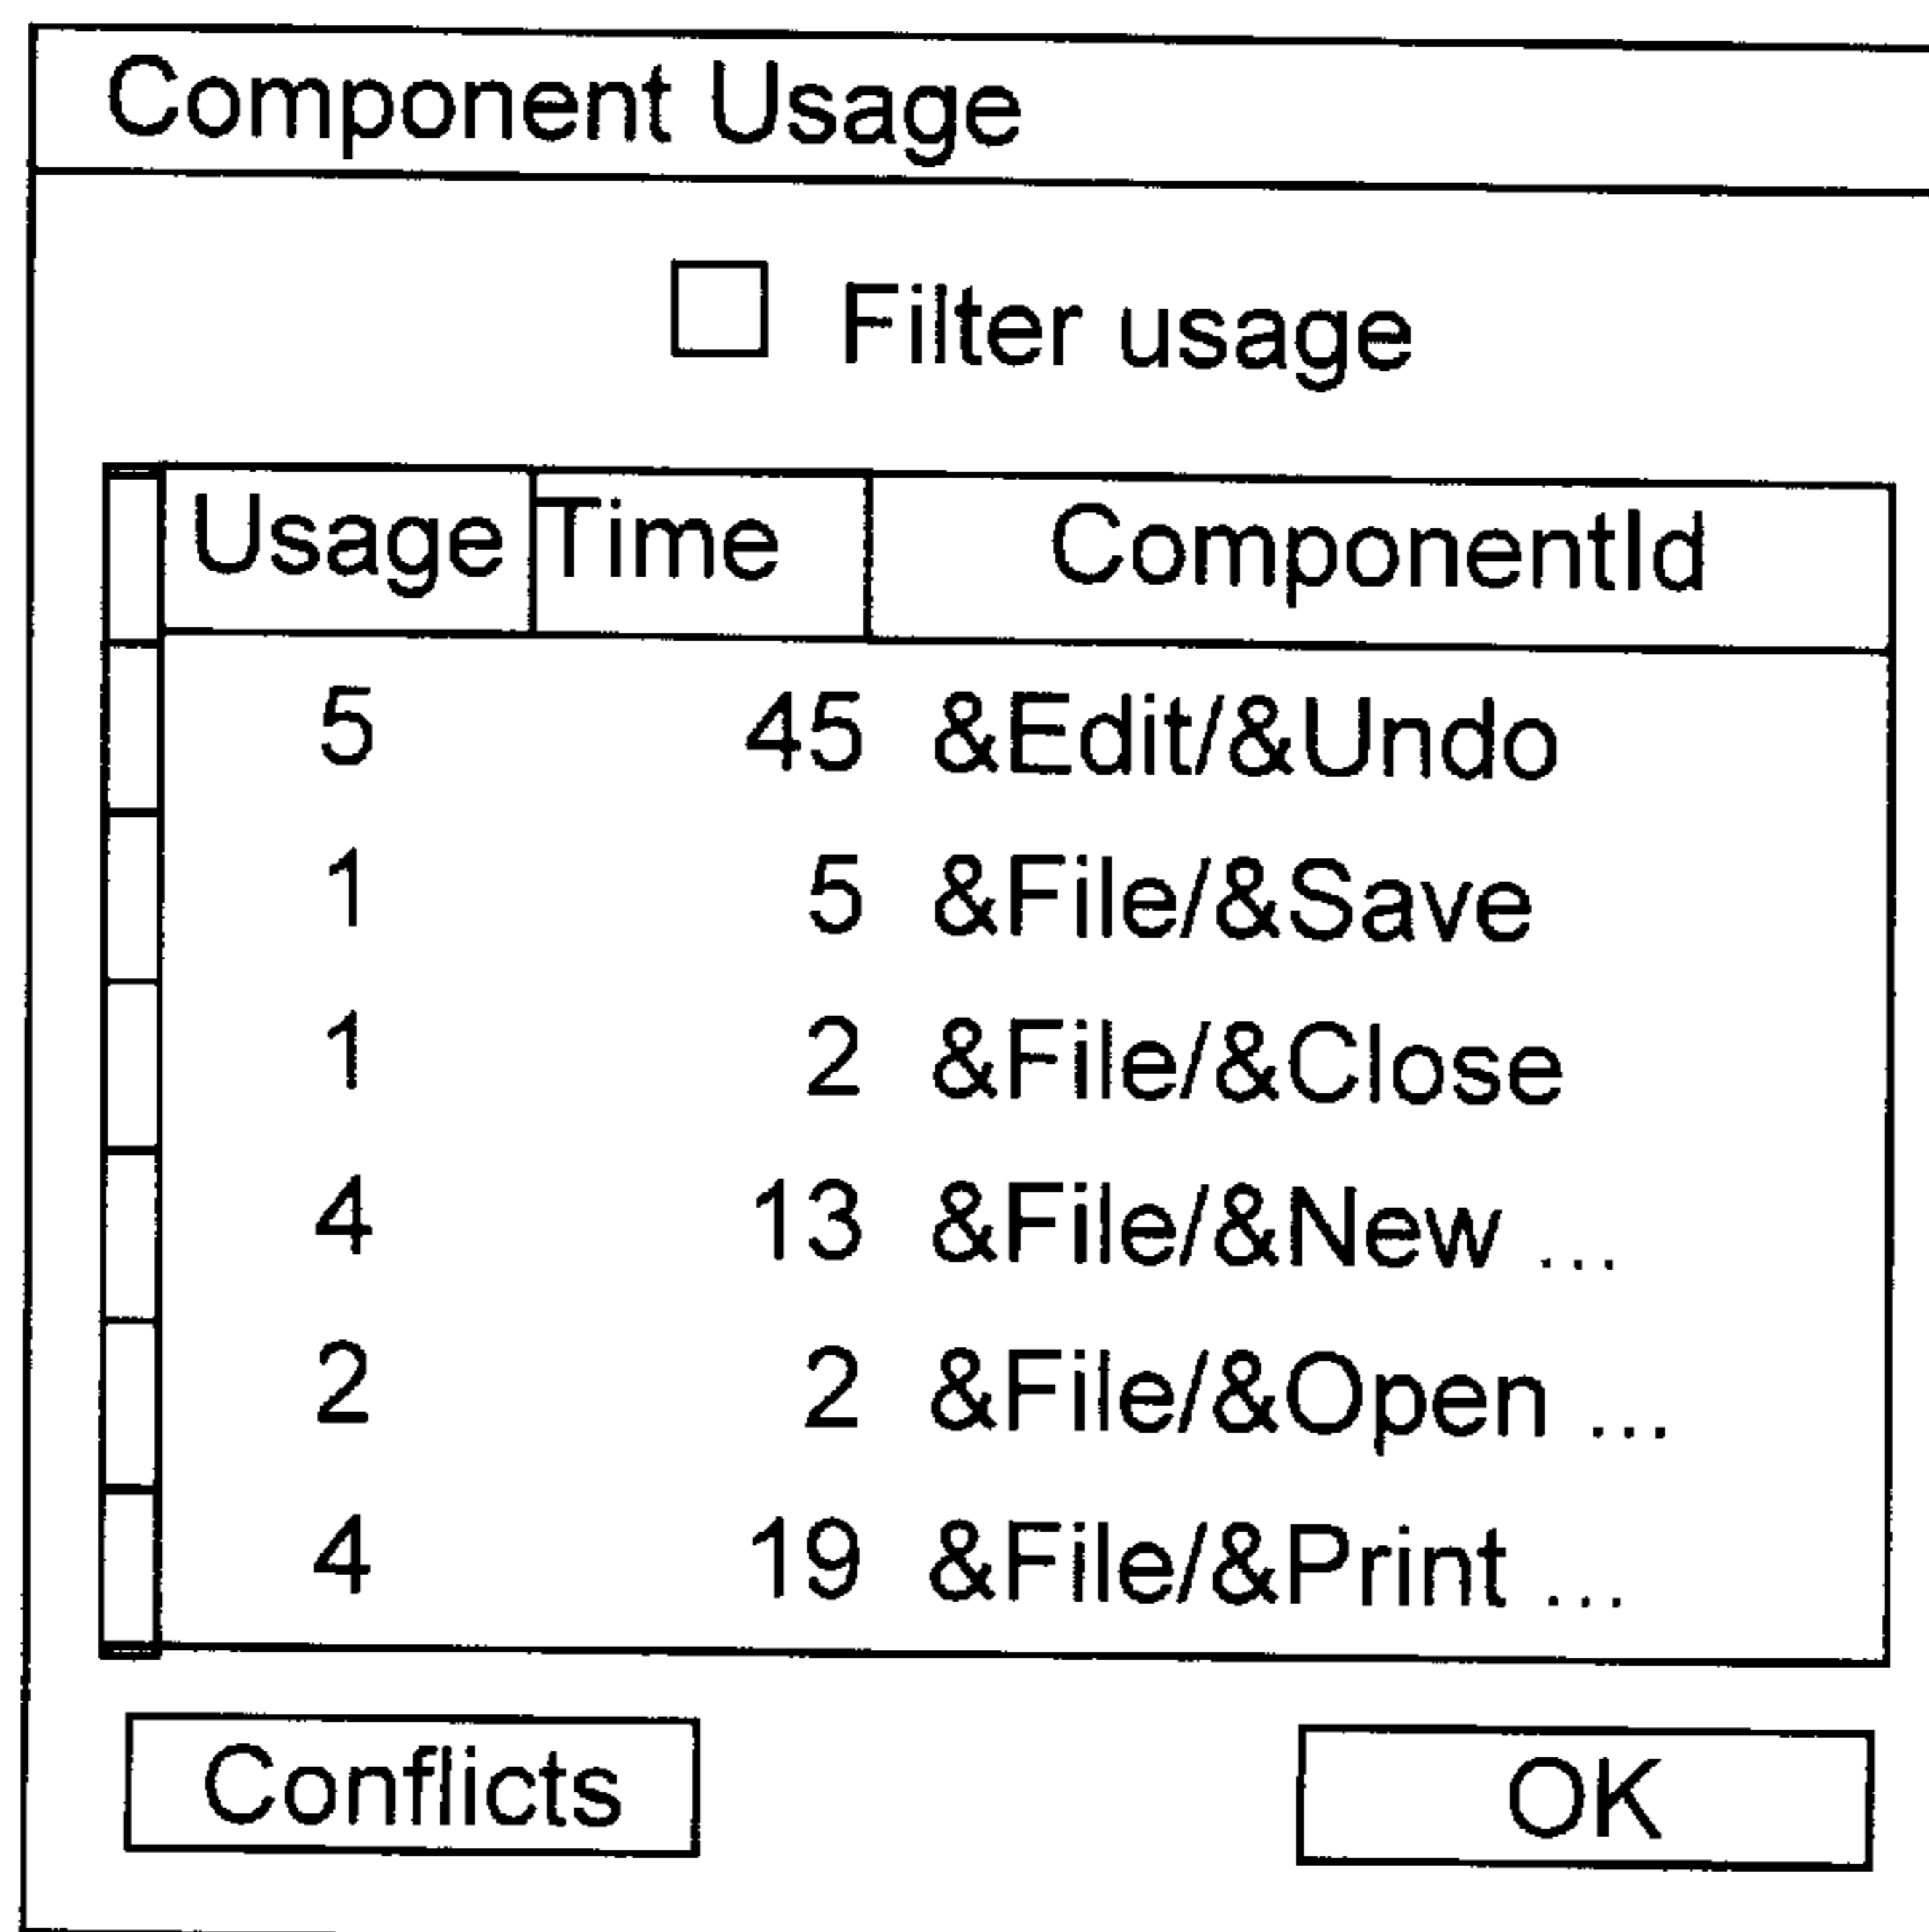 Component Usage
Filter usage
Usage Time ComponentId
5 45 &Edit/&Undo
1 5 &File/&Save
1 2 &File/&Close
4 13 &File/&New ...
2 2 &File/&Open ...
4 19 &File/&Print ...
Conflicts OK